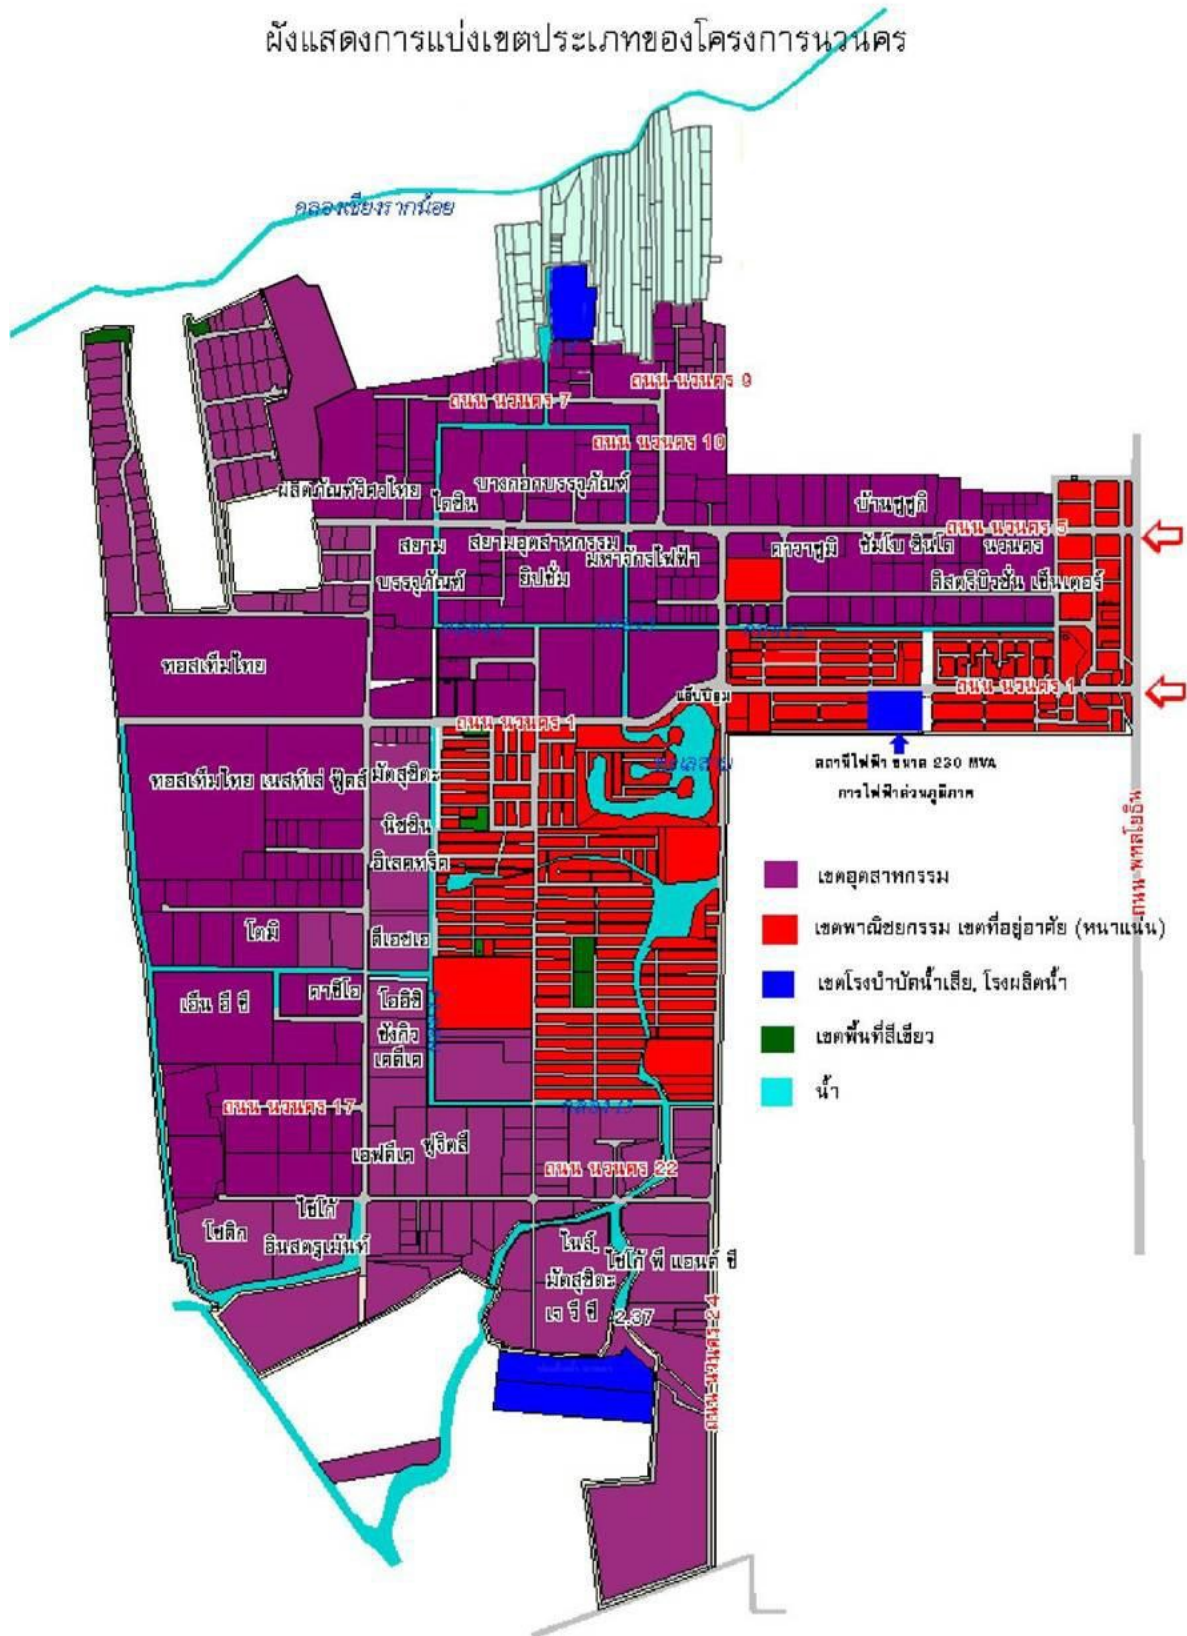 ผังแสดงการแบ่งเขตประเภทของโครงการนวนคร
คลองเชียงรากน้อย
ถนน นวนคร 9
ถนน นวนคร 7
ถนน นวนคร 10
ผลิตภัณฑ์วิศวไทย
ไดชิน
บางกอกบรรจุภัณฑ์
บ้านซูซูกิ
ถนน นวนคร 5
สยาม
บรรจุภัณฑ์
สยามอุตสาหกรรม
ยิปซั่ม
มหาจักรไฟฟ้า
คาวาซูมิ
ชินโต
นวนคร
ดิสตริบิวชั่น เซ็นเตอร์
ทอสเท็มไทย
แอ๊บปิฮุม
ถนน นวนคร 1
ถนน นวนคร 1
สถานีไฟฟ้า ขนาด 230 MVA
การไฟฟ้าส่วนภูมิภาค
ทอสเท็มไทย เนสท์เล่ ฟู้ดส์
มัตสุชิตะ
นิชชิน
อิเลคทริค
ถนน พหลโยธิน
เขตอุตสาหกรรม
เขตพาณิชยกรรม เขตที่อยู่อาศัย (หนาแน่น)
เขตโรงบำบัดน้ำเสีย, โรงผลิตน้ำ
เขตพื้นที่สีเขียว
น้ำ
โตมิ
ดีเอชเอ
เอ็น อี ซี
คาซิโอ
โออิชิ
ซังกิว
เคดีเค
ถนน นวนคร 17
เอฟดีเค
ฟูจิตสึ
ถนน นวนคร 22
โซดิก
ไซโก้
อินสตรูเม้นท์
ไนส์,
ไซโก้ พี แอนด์ ซี
มัตสุชิตะ
เจ วี ซี
2.37
ถนน นวนคร 24